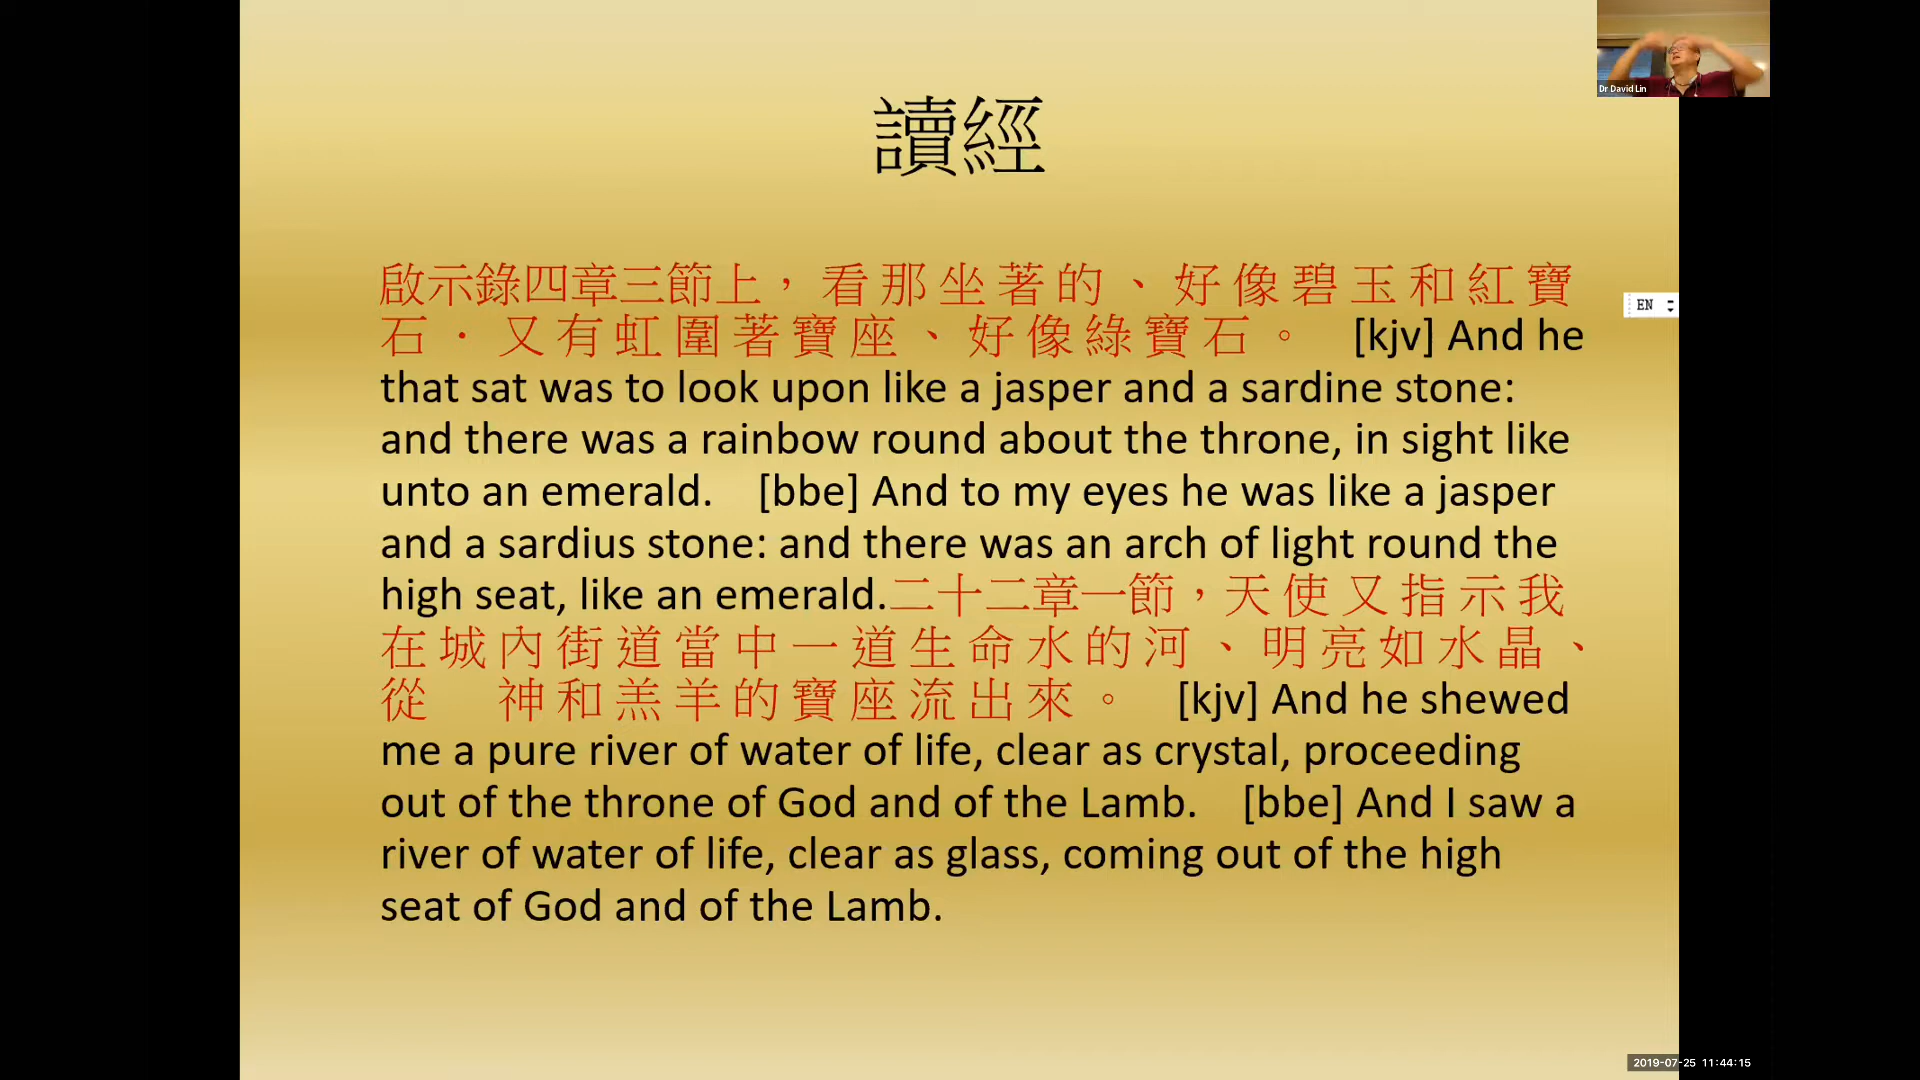 Dr David Lin
讀經
啟示錄四章三節上，看那坐著的、好像碧玉和紅寶
EN
石．又有虹圍著寶座、好像綠寶石。 [kjv] And he
that sat was to look upon like a jasper and a sardine stone:
and there was a rainbow round about the throne, in sight like
unto an emerald. [bbe] And to my eyes he was like a jasper
and a sardius stone: and there was an arch of light round the
high seat, like an emerald.二十二章一節，天使又指示我
在城內街道當中一道生命水的河、明亮如水晶、
從　神和羔羊的寶座流出來。 [kjv] And he shewed
me a pure river of water of life, clear as crystal, proceeding
out of the throne of God and of the Lamb. [bbe] And I saw a
river of water of life, clear as glass, coming out of the high
seat of God and of the Lamb.
2019-07-25 11:44:15